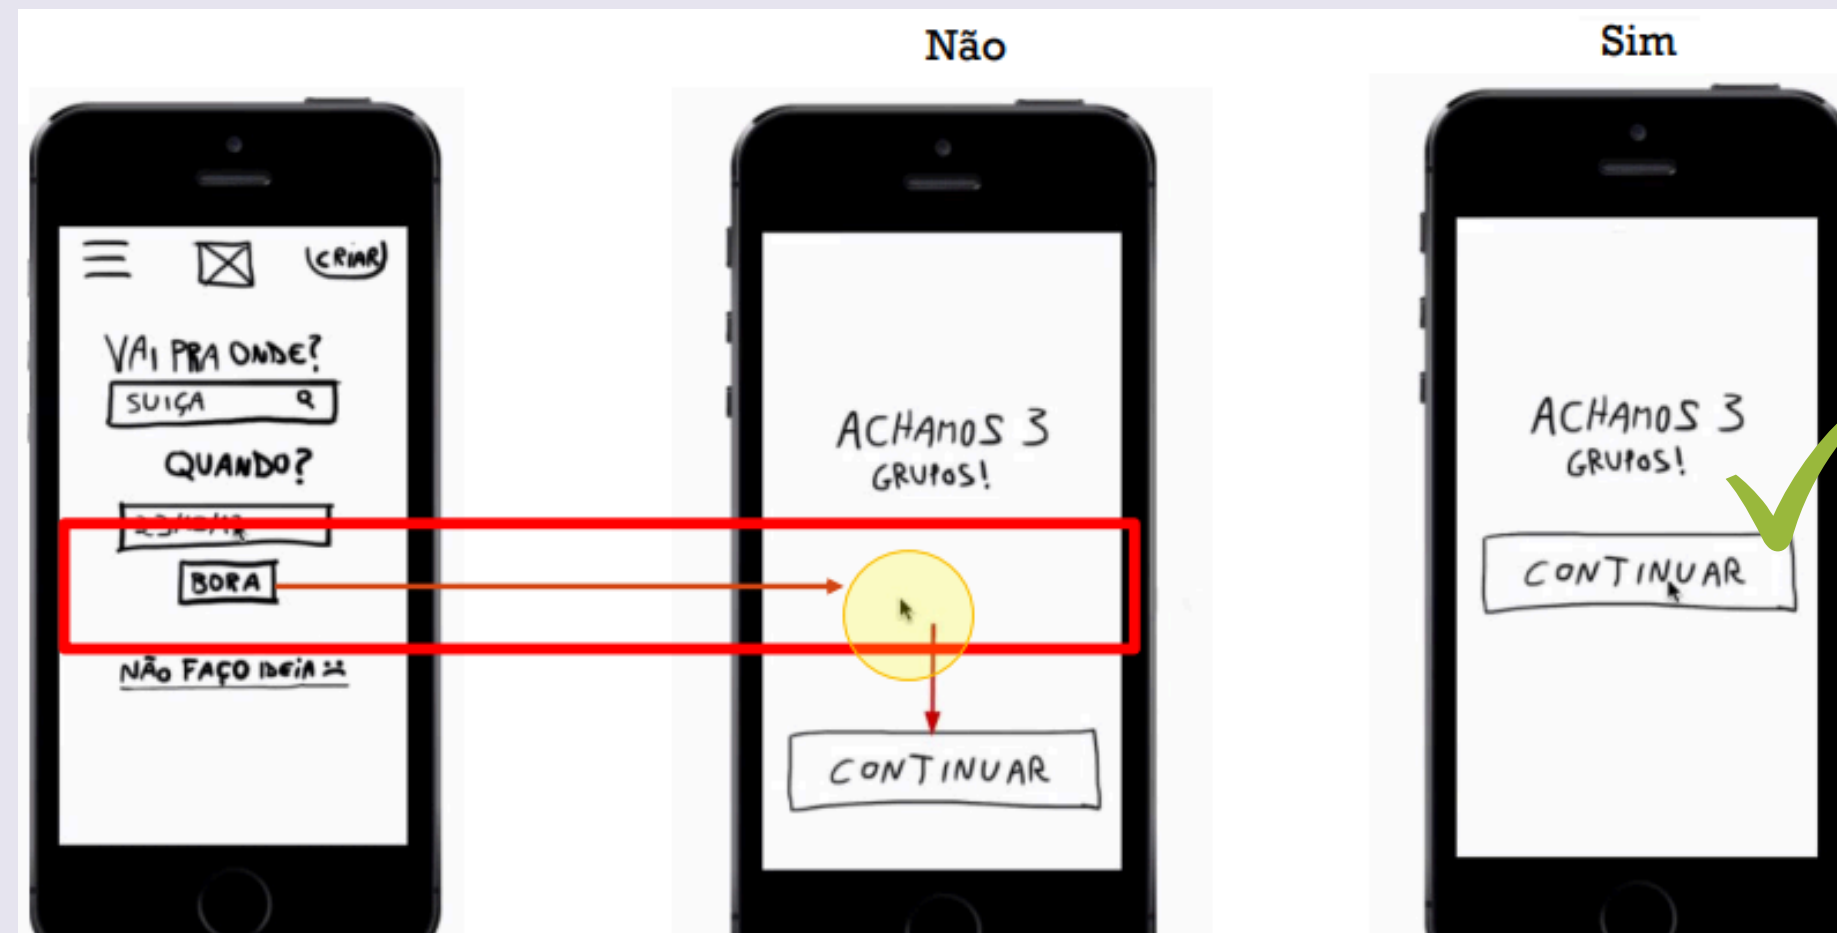 Não
Sim
CRIAR
VAI PRA ONDE?
SUIÇA
QUANDO?
BORA
NÃO FAÇO IDEIA
ACHAMOS 3
GRUPOS!
CONTINUAR
ACHAMOS 3
GRUPOS!
CONTINUAR